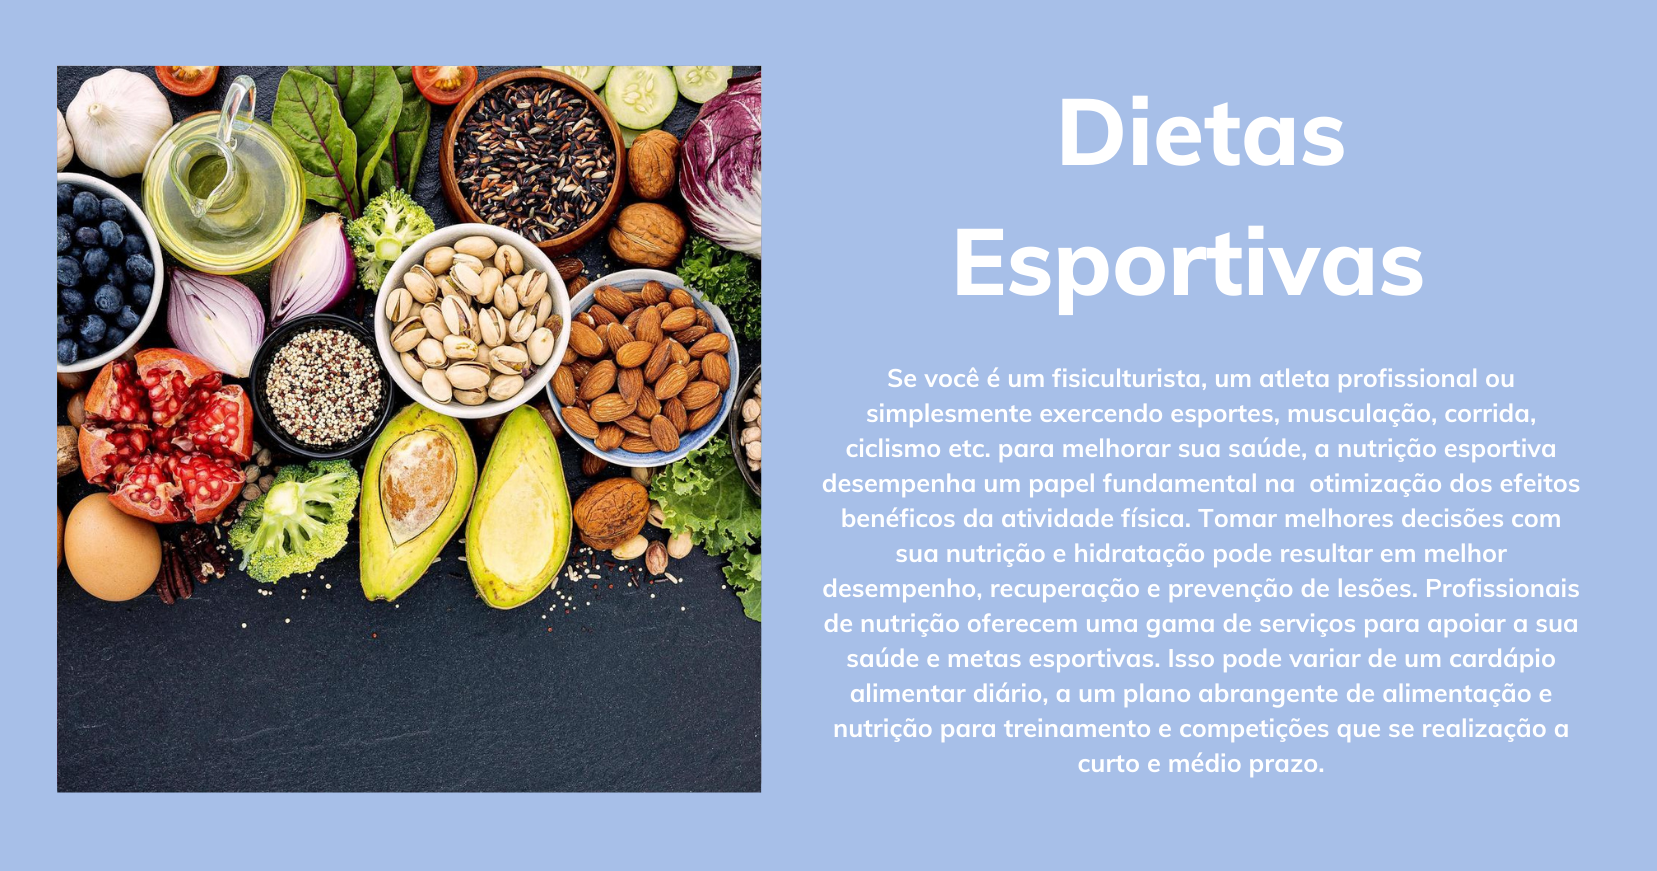 Dietas
Esportivas
Se você é um fisiculturista, um atleta profissional ou
simplesmente exercendo esportes, musculação, corrida,
ciclismo etc. para melhorar sua saúde, a nutrição esportiva
desempenha um papel fundamental na  otimização dos efeitos
benéficos da atividade física. Tomar melhores decisões com
sua nutrição e hidratação pode resultar em melhor
desempenho, recuperação e prevenção de lesões. Profissionais
de nutrição oferecem uma gama de serviços para apoiar a sua
saúde e metas esportivas. Isso pode variar de um cardápio
alimentar diário, a um plano abrangente de alimentação e
nutrição para treinamento e competições que se realização a
curto e médio prazo.